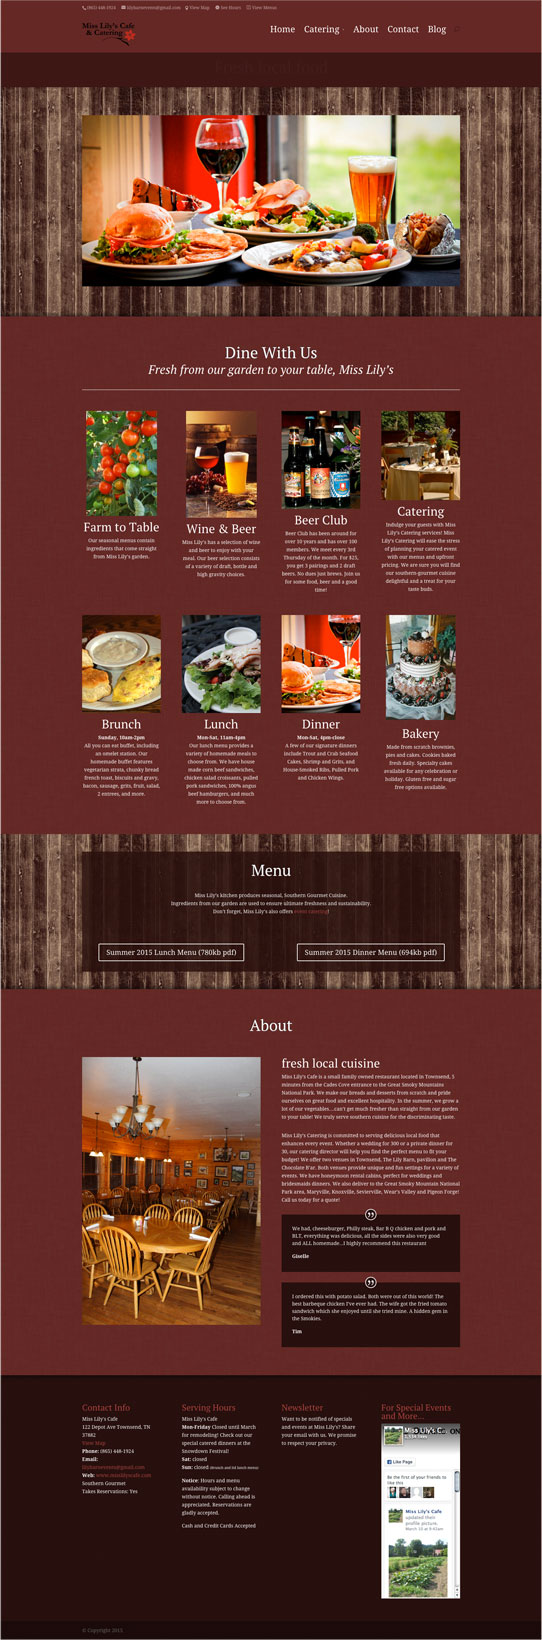 (865) 448-1924 lilybarnevents@gmail.com View Map See Hours View Menus
Miss Lily's Cafe
& Catering
Home Catering About Contact Blog
Fresh local food
Dine With Us
Fresh from our garden to your table, Miss Lily's
Farm to Table
Our seasonal menus contain
ingredients that come straight
from Miss Lily's garden.
Wine & Beer
Miss Lily's has a selection of wine
and beer to enjoy with your
meal. Our beer selection consists
of a variety of draft, bottle and
high gravity choices.
Beer Club
Beer Club has been around for
over 10 years and has over 100
members. We meet every 3rd
Thursday of the month. For $25,
you get 3 pairings and 2 draft
beers. No dues just brews. Join us
for some food, beer and a good
time!
Catering
Indulge your guests with Miss
Lily's Catering services! Miss
Lily's Catering will ease the stress
of planning your catered event
with our menus and upfront
pricing. We are sure you will find
our southern-gourmet cuisine
delightful and a treat for your
taste buds.
Brunch
Sunday, 10am-2pm
All you can eat buffet, including
an omelet station. Our
homemade buffet features
vegetarian strata, chunky bread
french toast, biscuits and gravy,
bacon, sausage, grits, fruit, salad,
2 entrees, and more.
Lunch
Mon-Sat, 11am-4pm
Our lunch menu provides a
variety of homemade meals to
choose from. We have house
made corn beef sandwiches,
chicken salad croissants, pulled
pork sandwiches, 100% angus
beef hamburgers, and much
more to choose from.
Dinner
Mon-Sat, 4pm-close
A few of our signature dinners
include Trout and Crab Seafood
Cakes, Shrimp and Grits, and
House-Smoked Ribs, Pulled Pork
and Chicken Wings.
Bakery
Made from scratch brownies,
pies and cakes. Cookies baked
fresh daily. Specialty cakes
available for any celebration or
holiday. Gluten free and sugar
free options available.
Menu
Miss Lily's kitchen produces seasonal, Southern Gourmet Cuisine.
Ingredients from our garden are used to ensure ultimate freshness and sustainability.
Don't forget, Miss Lily's also offers event catering!
Summer 2015 Lunch Menu (780kb pdf)
Summer 2015 Dinner Menu (694kb pdf)
About
fresh local cuisine
Miss Lily's Cafe is a small family owned restaurant located in Townsend, 5
minutes from the Cades Cove entrance to the Great Smoky Mountains
National Park. We make our breads and desserts from scratch and pride
ourselves on great food and excellent hospitality. In the summer, we grow a
lot of our vegetables...can't get much fresher than straight from our garden
to your table! We truly serve southern cuisine for the discriminating taste.
Miss Lily's Catering is committed to serving delicious local food that
enhances every event. Whether a wedding for 300 or a private dinner for
30, our catering director will help you find the perfect menu to fit your
budget! We offer two venues in Townsend, The Lily Barn, pavilion and The
Chocolate B'ar. Both venues provide unique and fun settings for a variety of
events. We have honeymoon rental cabins, perfect for weddings and
bridesmaids dinners. We also deliver to the Great Smoky Mountain National
Park area, Maryville, Knoxville, Sevierville, Wear's Valley and Pigeon Forge!
Call us today for a quote!
We had, cheeseburger, Philly steak, Bar B Q chicken and pork and
BLT, everything was delicious, all the sides were also very good
and ALL homemade...I highly recommend this restaurant
Giselle
I ordered this with potato salad. Both were out of this world! The
best barbeque chicken I've ever had. The wife got the fried tomato
sandwich which she enjoyed until she tried mine. A hidden gem in
the Smokies.
Tim
Contact Info
Miss Lily's Cafe
122 Depot Ave Townsend, TN
37882
View Map
Phone: (865) 448-1924
Email:
lilybarnevents@gmail.com
Web: www.misslilyscafe.com
Southern Gourmet
Takes Reservations: Yes
Serving Hours
Miss Lily's Cafe
Mon-Friday Closed until March
for remodeling! Check out our
special catered dinners at the
Snowdown Festival!
Sat: closed
Sun: closed (Brunch and ltd lunch menu)
Notice: Hours and menu
availability subject to change
without notice. Calling ahead is
appreciated. Reservations are
gladly accepted.
Cash and Credit Cards Accepted
Newsletter
Want to be notified of specials
and events at Miss Lily's? Share
your email with us. We promise
to respect your privacy.
For Special Events
and More...
Miss Lily's Ca
Like Page
Be the first of your friends to
like this
Miss Lily's Cafe
updated their
profile picture.
March 10 at 9:45am
© Copyright 2015